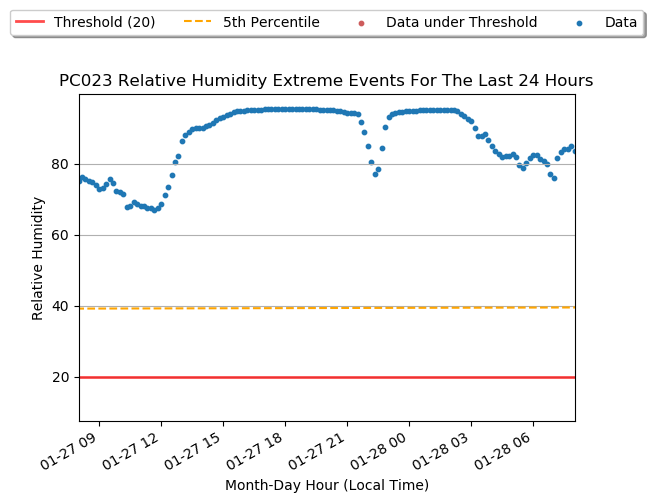 Threshold (20) 5th Percentile Data under Threshold Data
PC023 Relative Humidity Extreme Events For The Last 24 Hours
Relative Humidity
80
60
40
20
01-27 09 01-27 12 01-27 15 01-27 18 01-27 21 01-28 00 01-28 03 01-28 06
Month-Day Hour (Local Time)